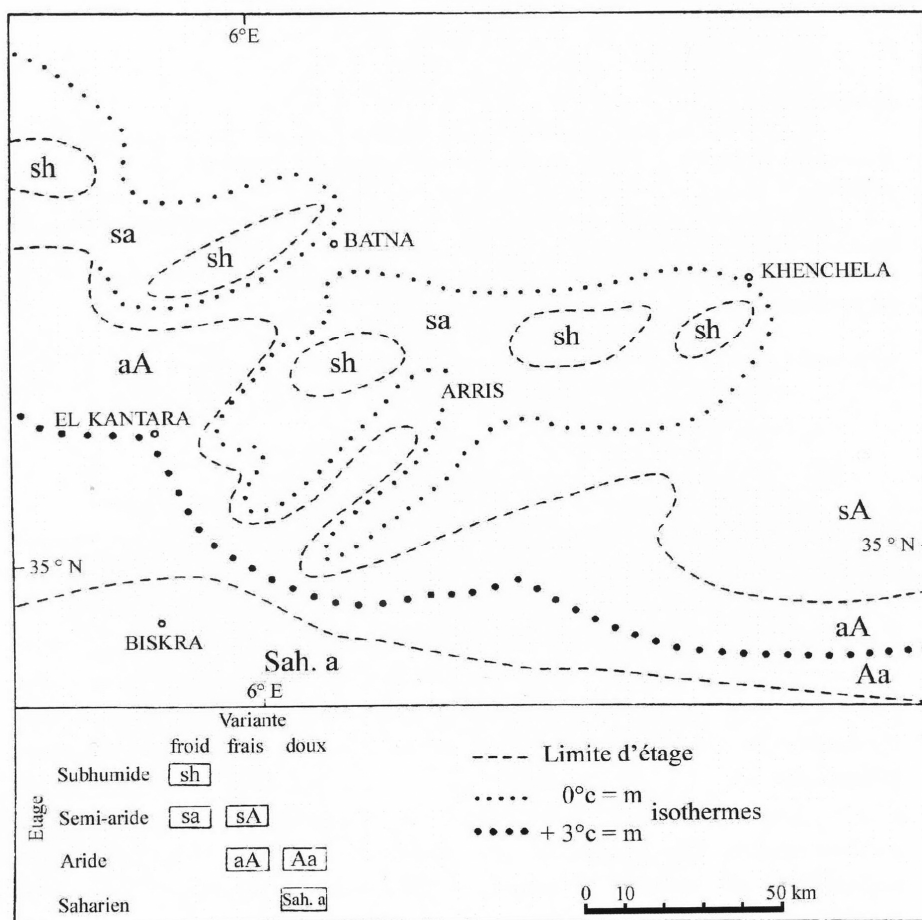 6°E
sh
sa
sh
BATNA
KHENCHELA
sa
sh
sh
sh
aA
ARRIS
EL KANTARA
sA
35° N
35° N
BISKRA
aA
Sah. a
Aa
6° E
Variante
froid frais doux
Etage
Subhumide sh
Semi-aride sa sA
Aride aA Aa
Saharien Sah. a
Limite d'étage
0°c = m
isothermes
+ 3°c = m
0 10 20 50 km